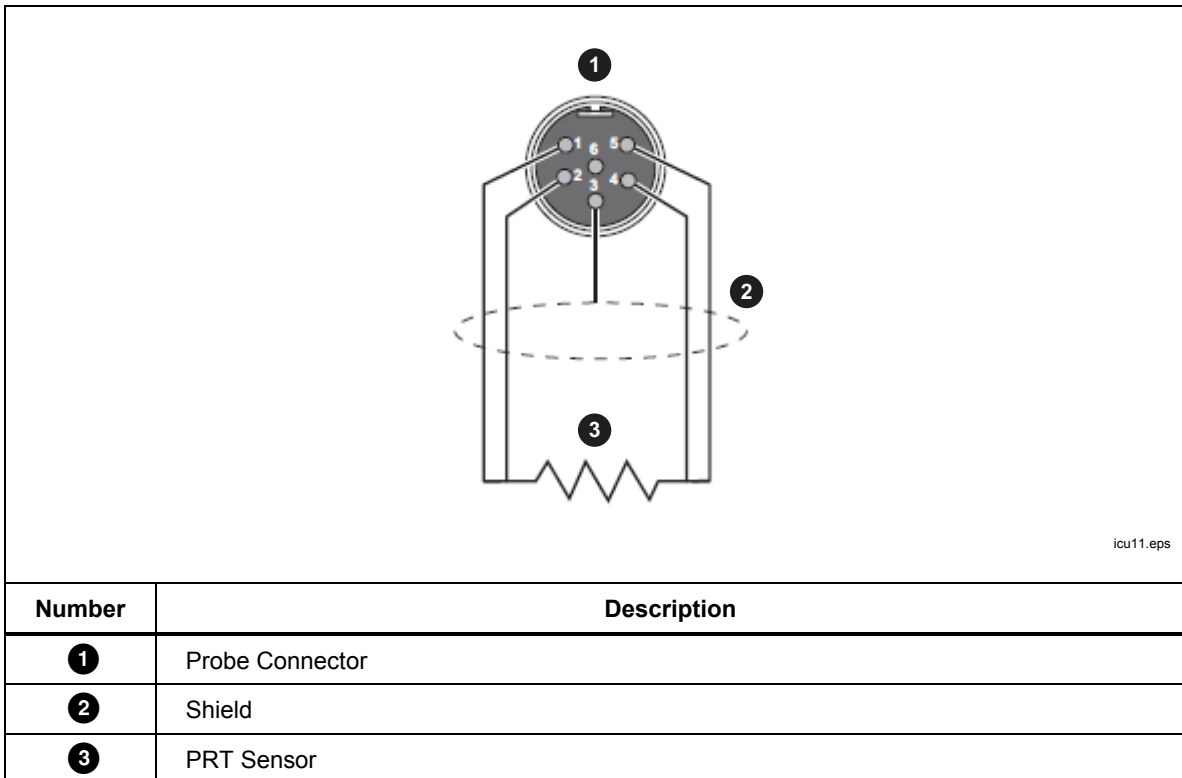 1
1 6 5
2 3 4
2
3
icu11.eps
Number Description
1 Probe Connector
2 Shield
3 PRT Sensor